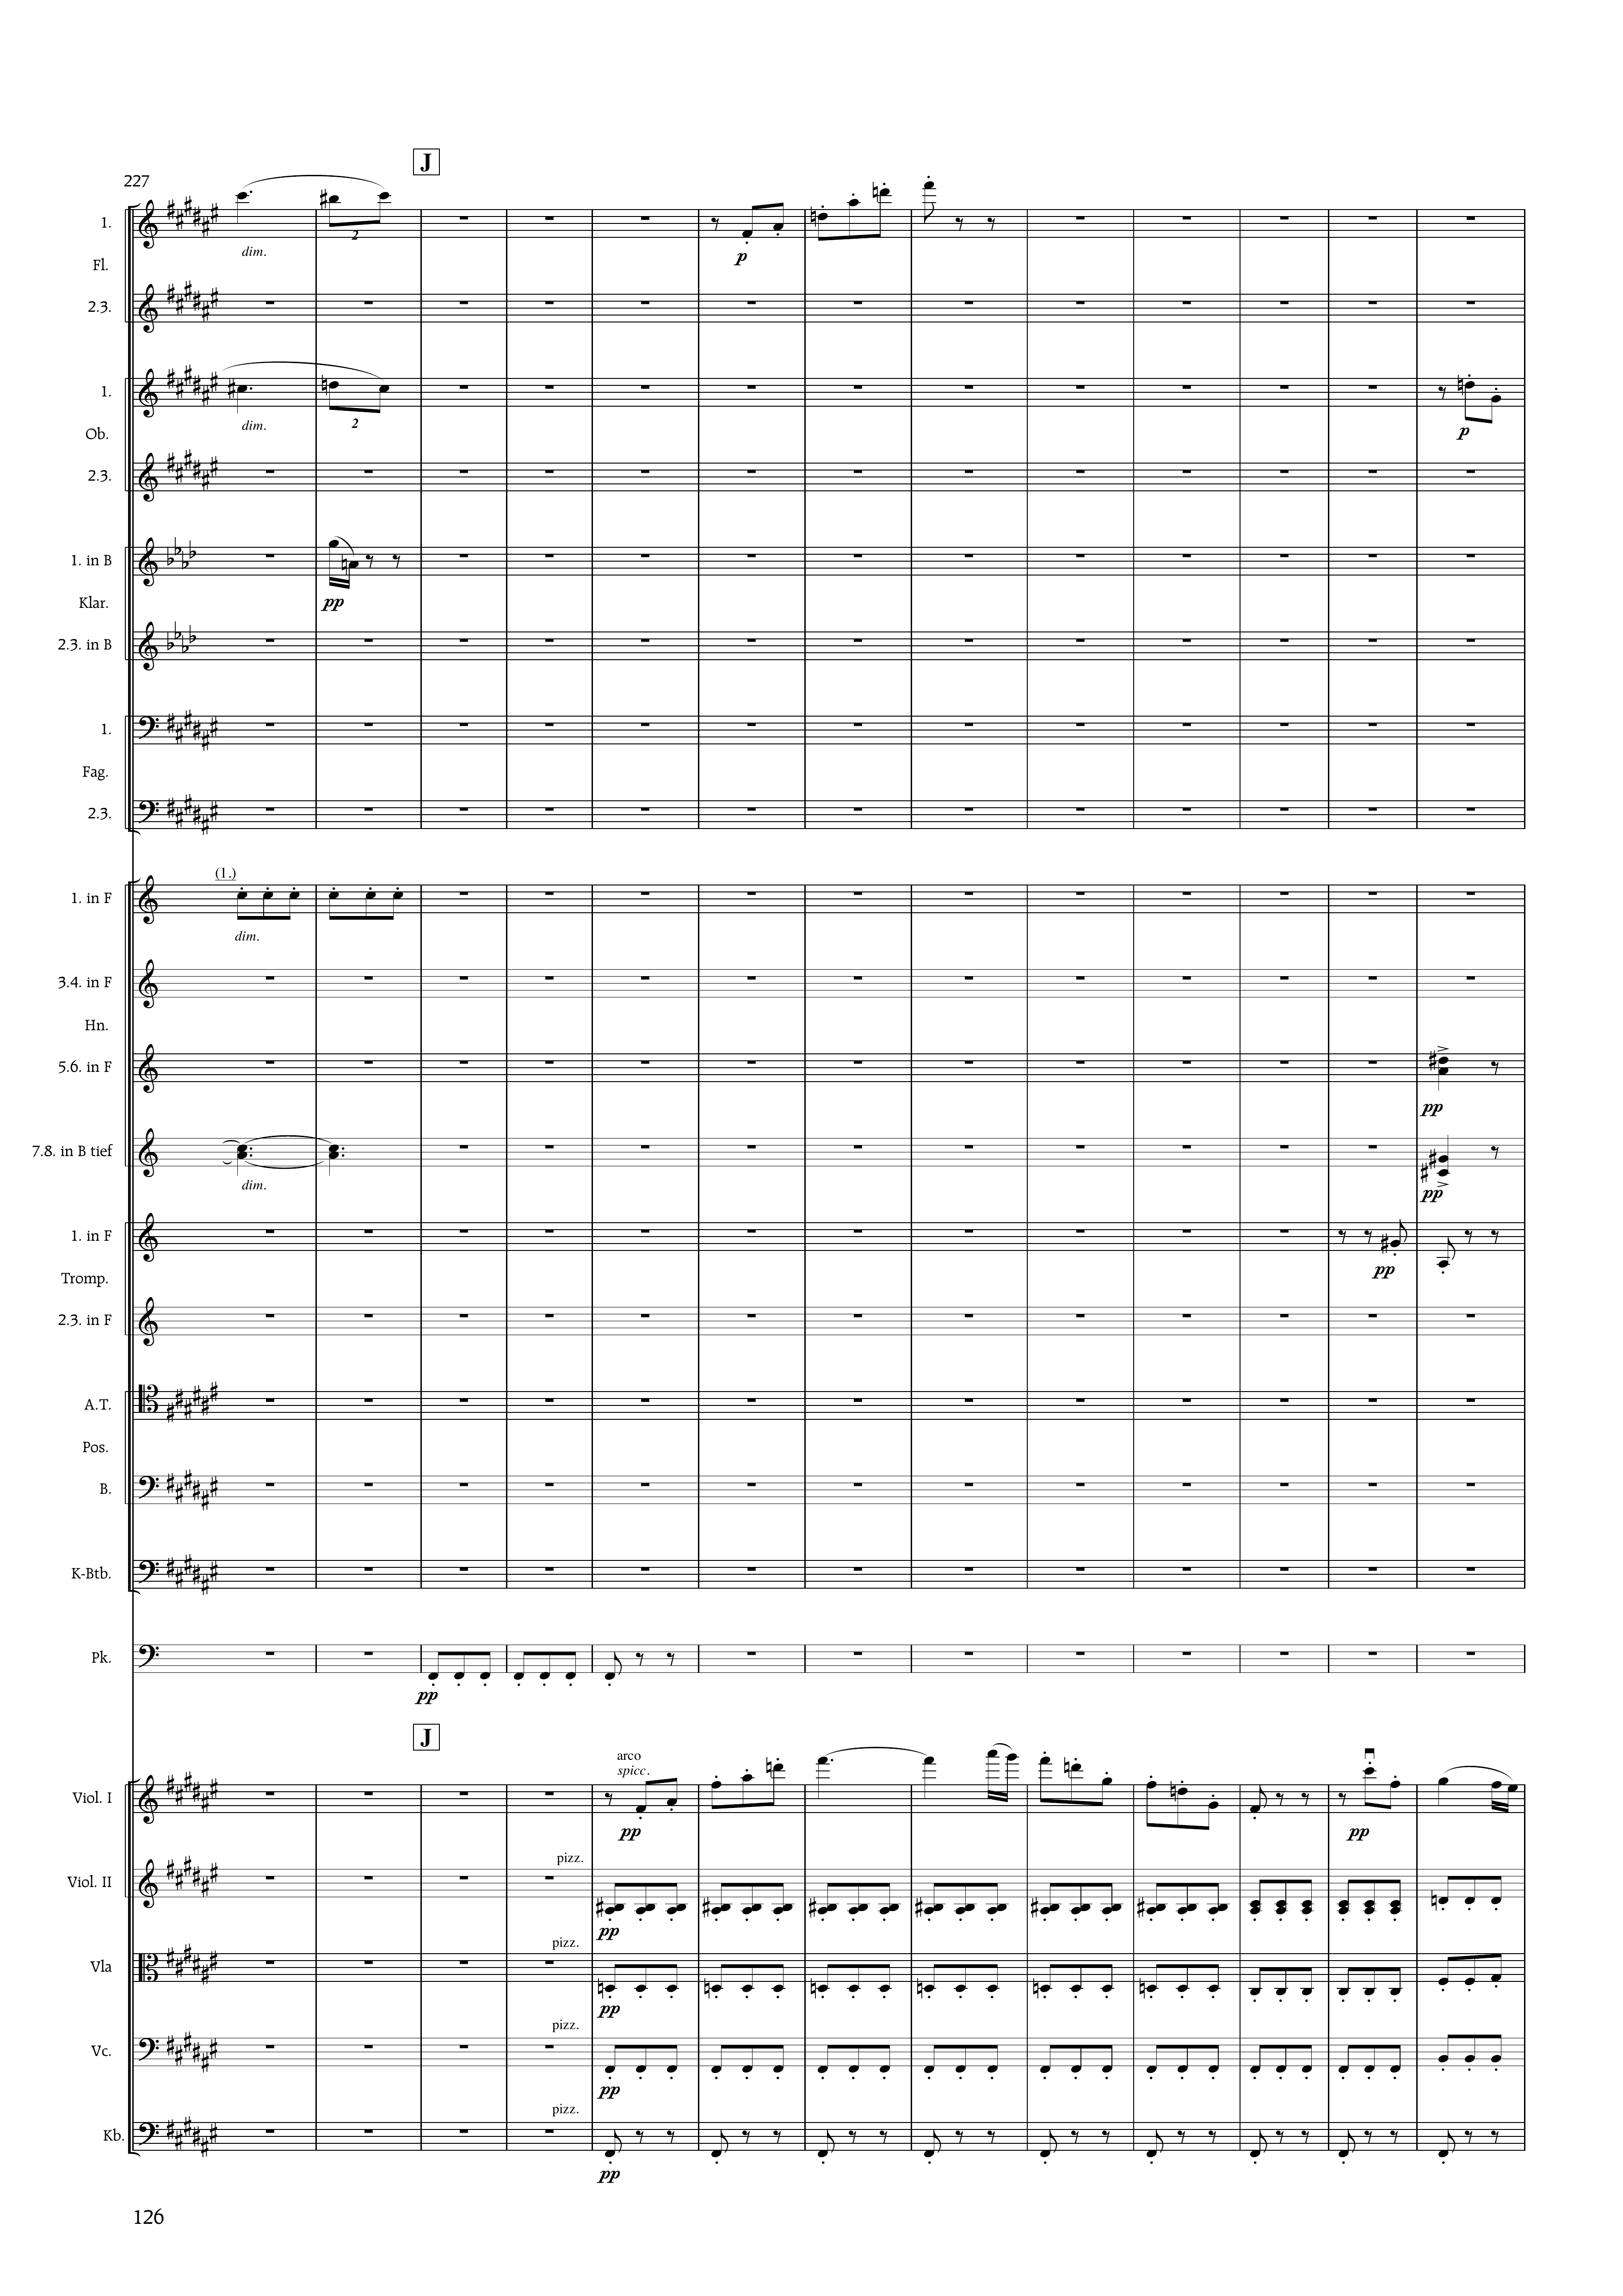 J
227
1.
dim.
2
p
Fl.
2.3.
1.
dim.
2
p
Ob.
2.3.
1. in B
pp
Klar.
2.3. in B
1.
Fag.
2.3.
(1.)
1. in F
dim.
3.4. in F
Hn.
5.6. in F
pp
7.8. in B tief
dim.
pp
1. in F
pp
Tromp.
2.3. in F
A.T.
Pos.
B.
K-Btb.
Pk.
pp
J
arco
spicc.
Viol. I
pp
pp
pizz.
Viol. II
pp
pizz.
Vla
pp
pizz.
Vc.
pp
pizz.
Kb.
pp
126